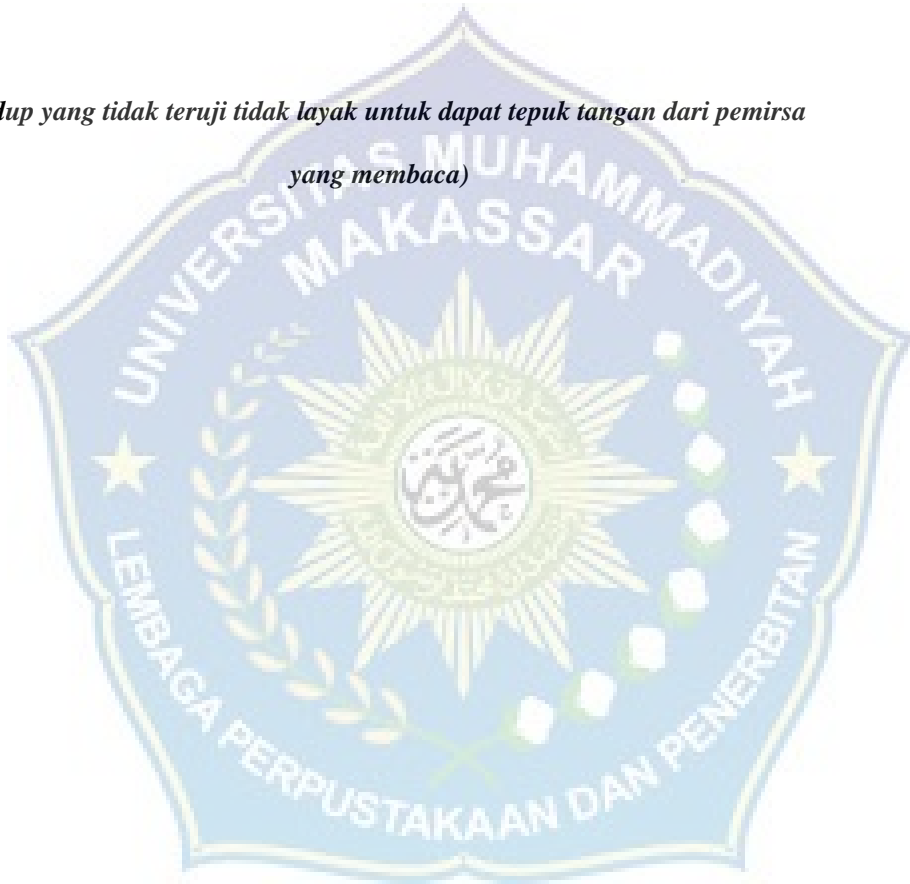 dup yang tidak teruji tidak layak untuk dapat tepuk tangan dari pemirsa
yang membaca)
UNIVERSITAS MUHAMMADIYAH
MAKASSAR
LEMBAGA PERPUSTAKAAN DAN PENERBITAN